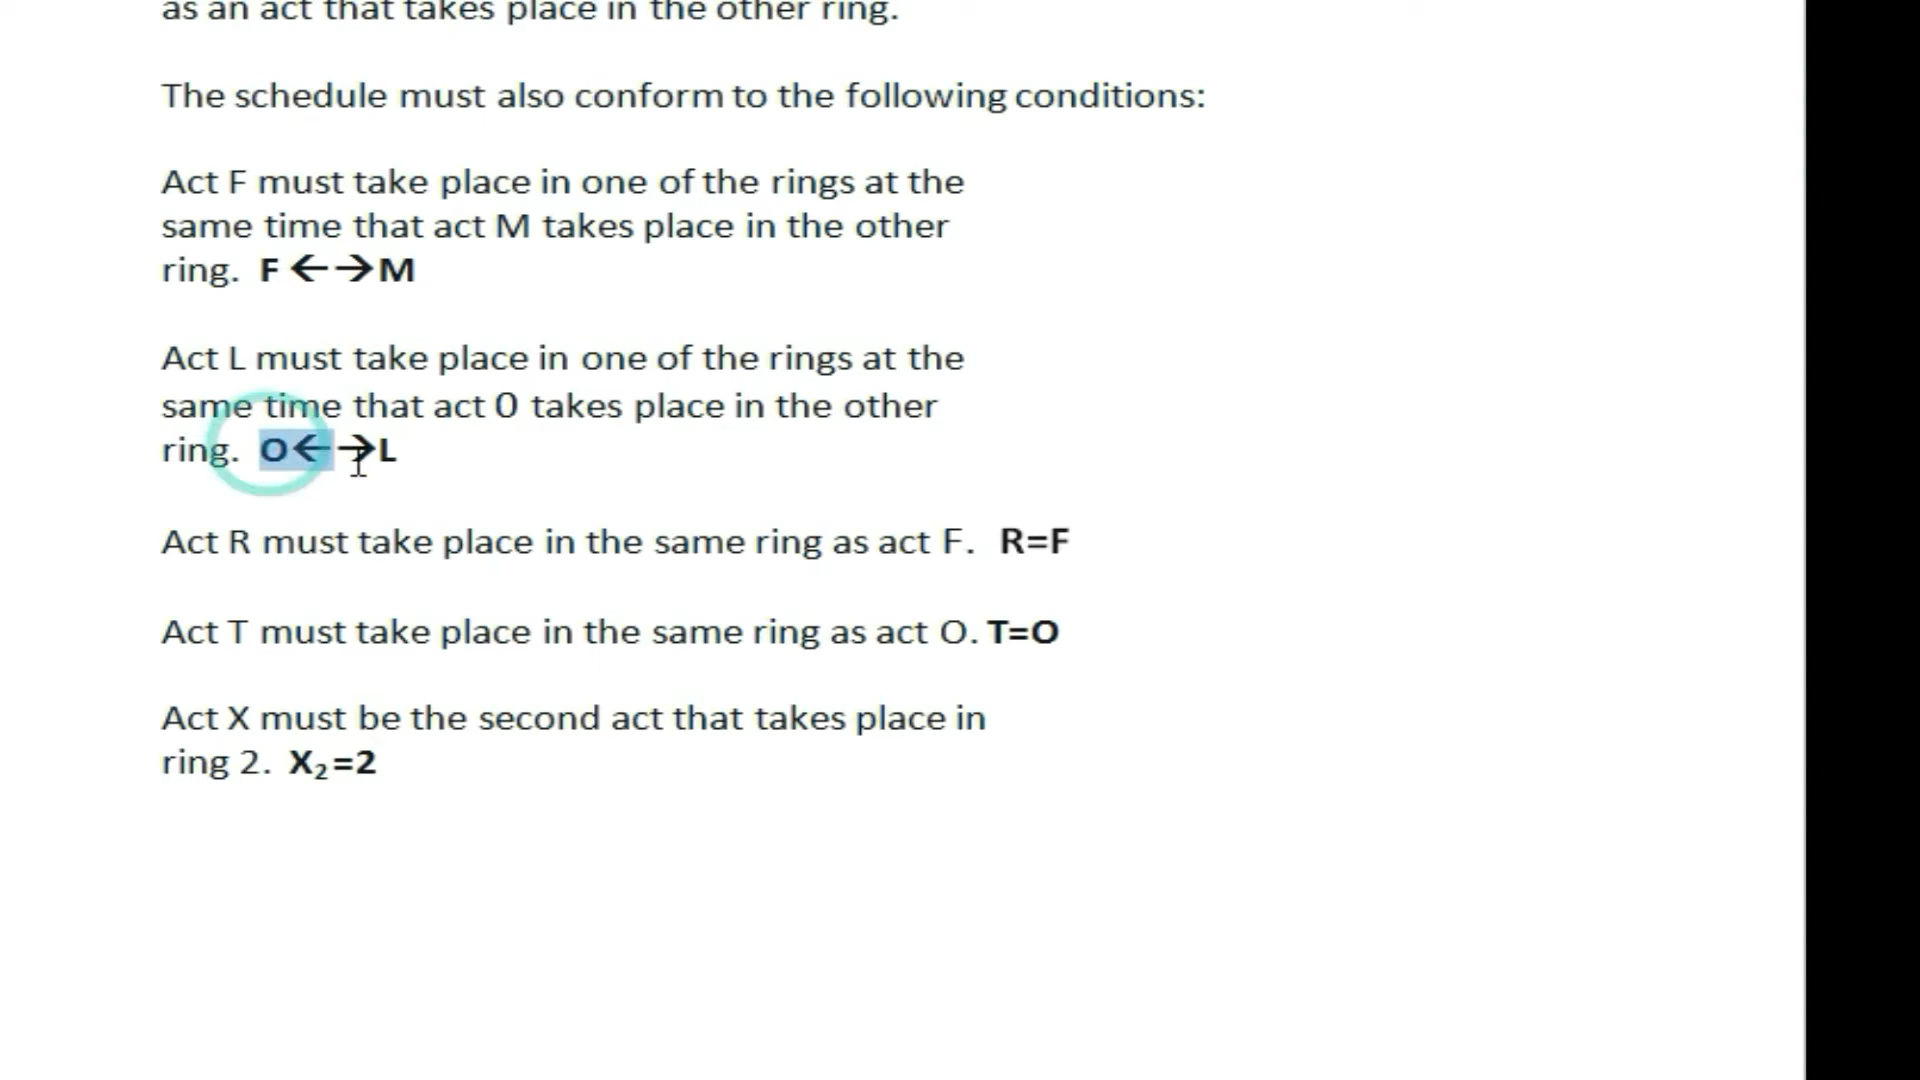 as an act that takes place in the other ring.
The schedule must also conform to the following conditions:
Act F must take place in one of the rings at the
same time that act M takes place in the other
ring. F ←→M
Act L must take place in one of the rings at the
same time that act O takes place in the other
ring. O←→L
Act R must take place in the same ring as act F. R=F
Act T must take place in the same ring as act O. T=O
Act X must be the second act that takes place in
ring 2. X₂=2